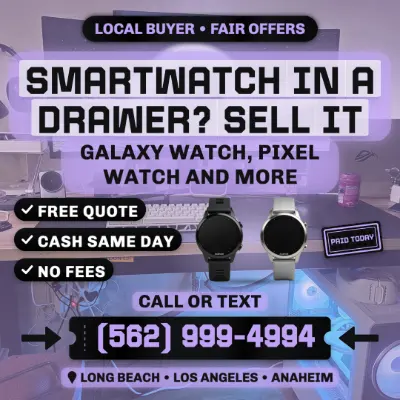 LOCAL BUYER • FAIR OFFERS
SMARTWATCH IN A
DRAWER? SELL IT
GALAXY WATCH, PIXEL
WATCH AND MORE
✓ FREE QUOTE
✓ CASH SAME DAY
✓ NO FEES
PAID TODAY
CALL OR TEXT
(562) 999-4994
LONG BEACH • LOS ANGELES • ANAHEIM